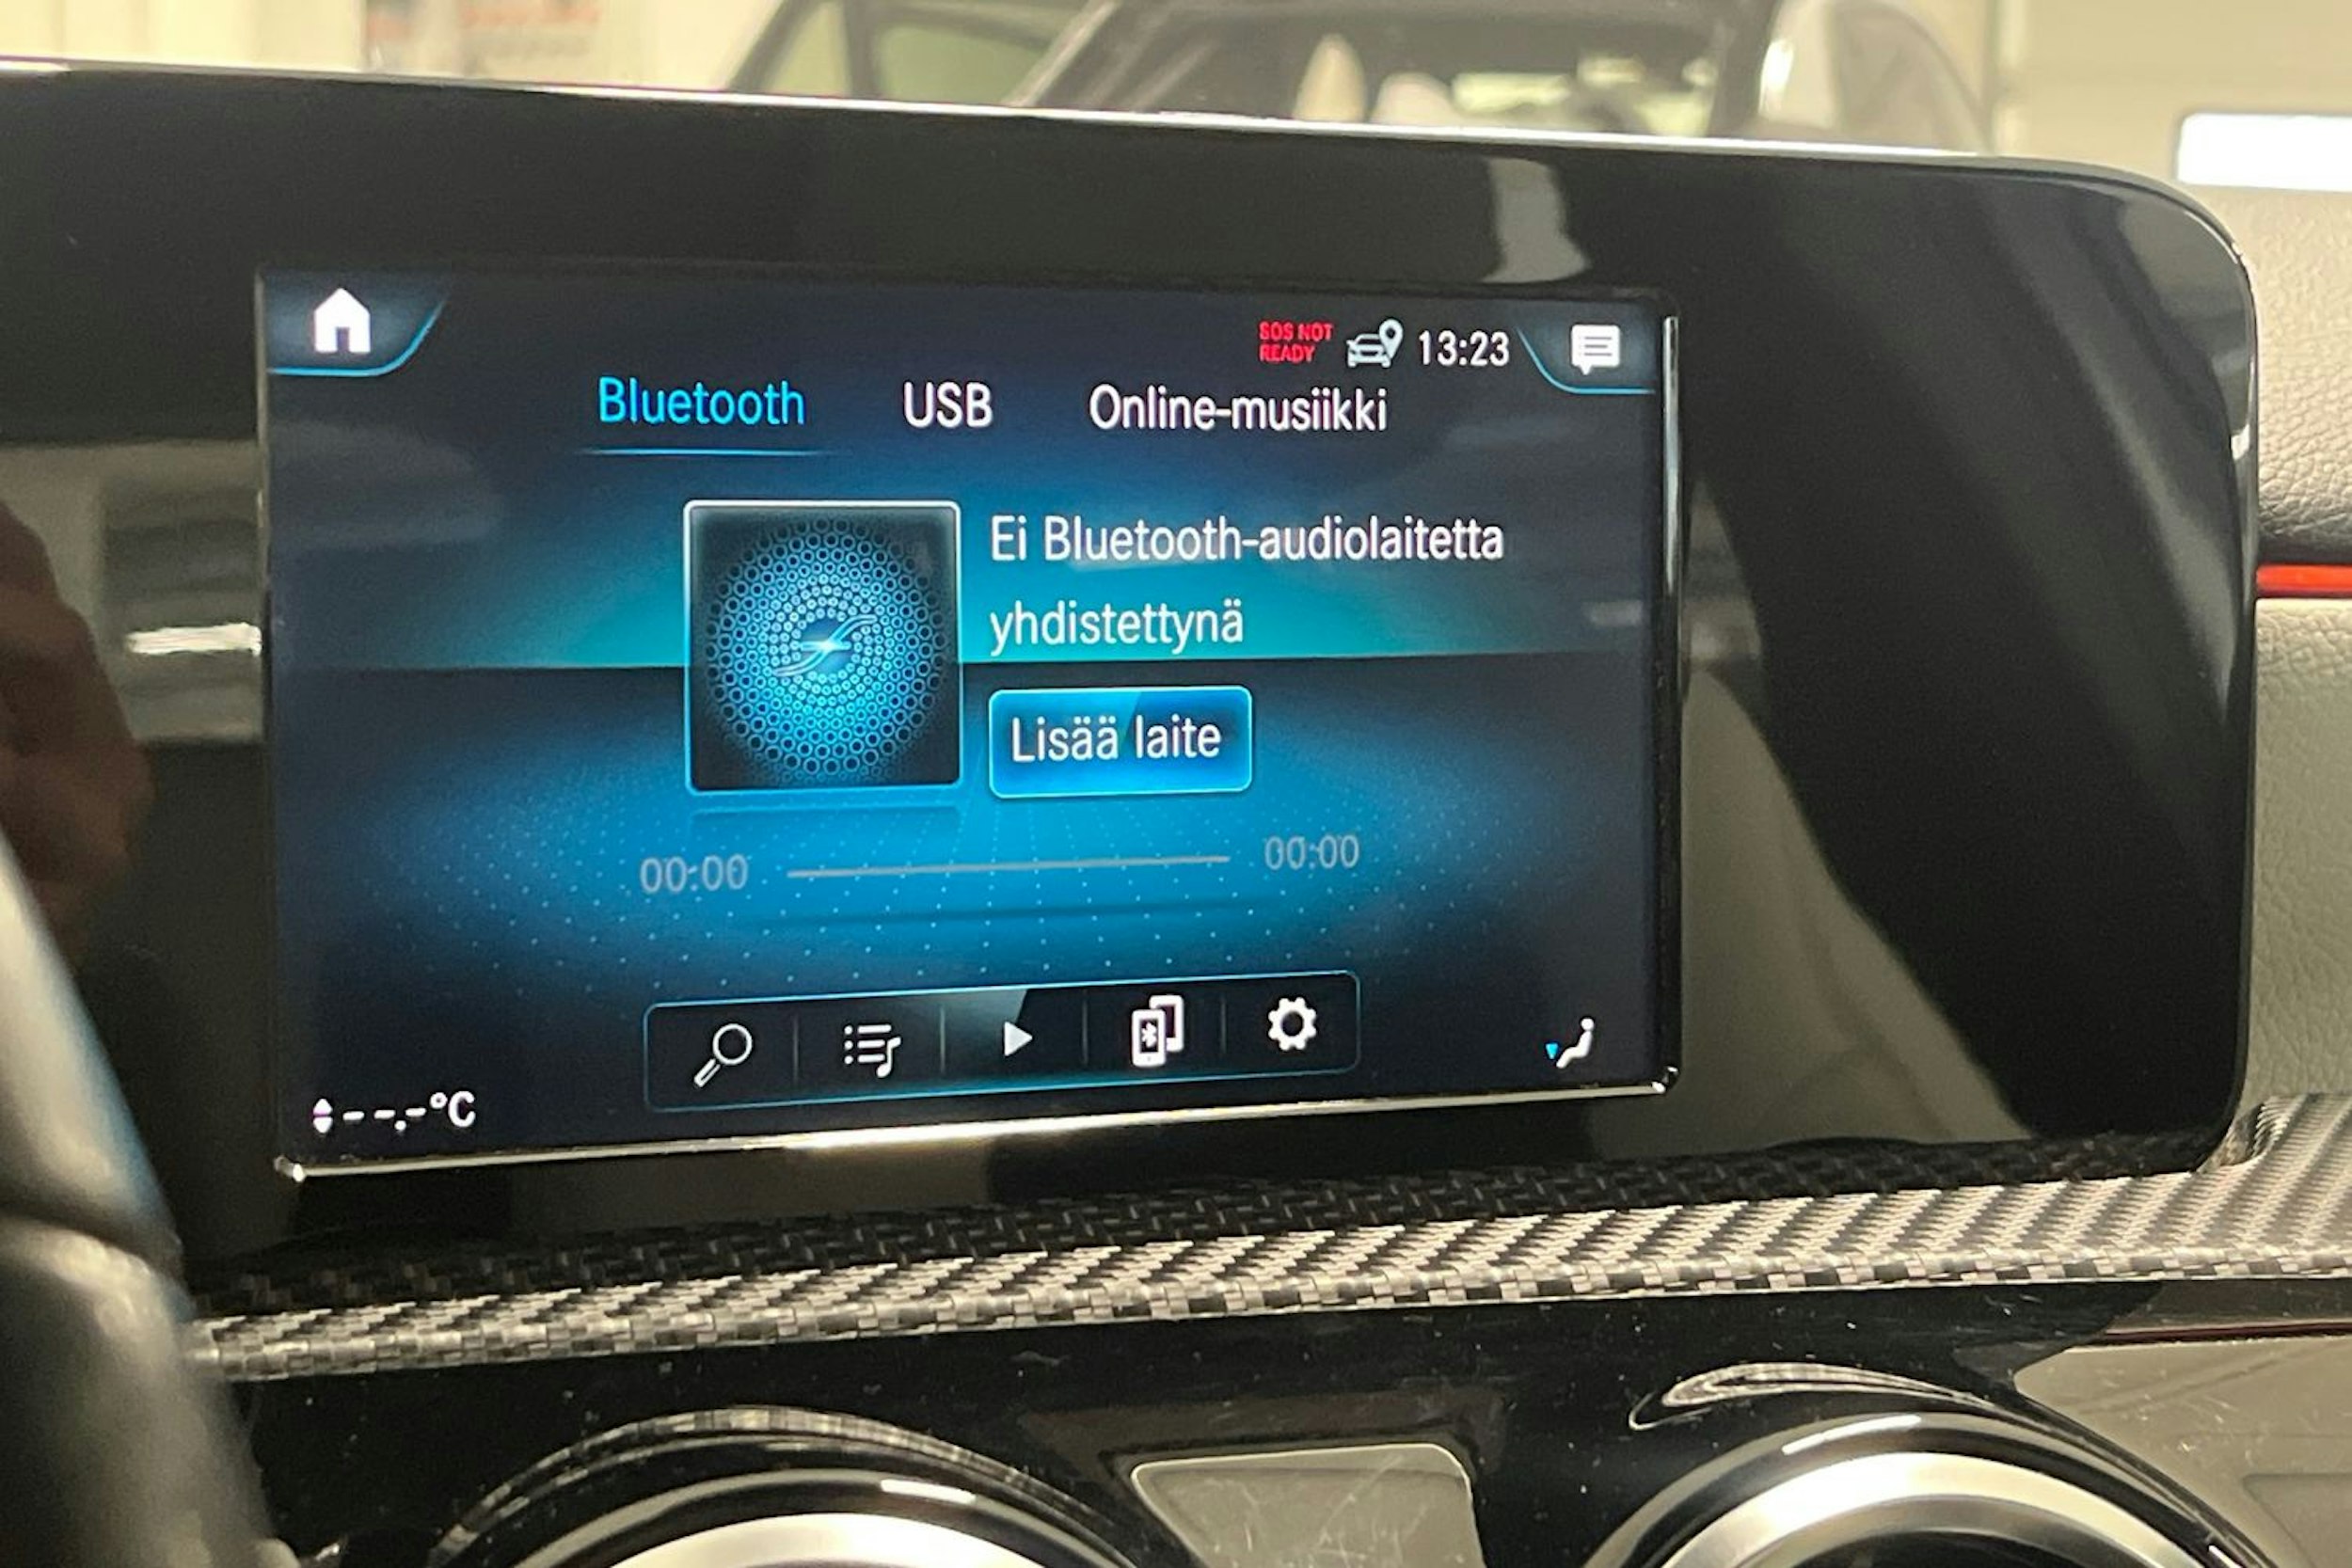 SOS NOT
READY
13:23
Bluetooth USB Online-musiikki
Ei Bluetooth-audiolaitetta
yhdistettynä
Lisää laite
00:00 00:00
--,-°C